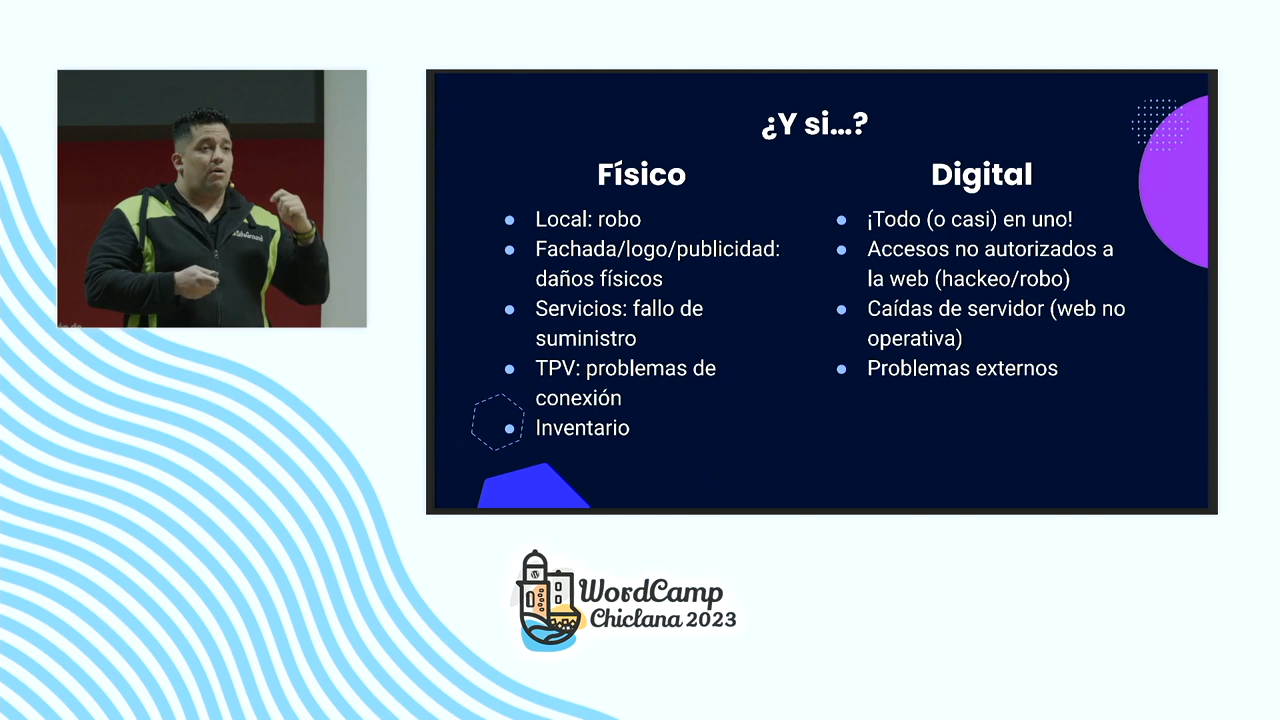 ¿Y si...?
Físico
Local: robo
Fachada/logo/publicidad:
daños físicos
Servicios: fallo de
suministro
TPV: problemas de
conexión
Inventario
Digital
¡Todo (o casi) en uno!
Accesos no autorizados a
la web (hackeo/robo)
Caídas de servidor (web no
operativa)
Problemas externos
WordCamp
Chiclana 2023